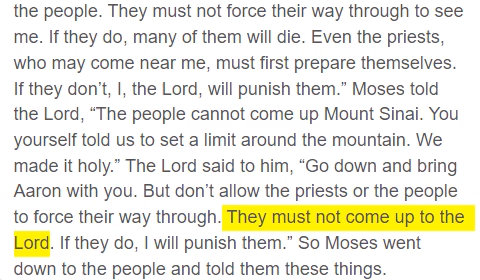 the people. They must not force their way through to see
me. If they do, many of them will die. Even the priests,
who may come near me, must first prepare themselves.
If they don’t, I, the Lord, will punish them.” Moses told
the Lord, “The people cannot come up Mount Sinai. You
yourself told us to set a limit around the mountain. We
made it holy.” The Lord said to him, “Go down and bring
Aaron with you. But don’t allow the priests or the people
to force their way through. They must not come up to the
Lord. If they do, I will punish them.” So Moses went
down to the people and told them these things.